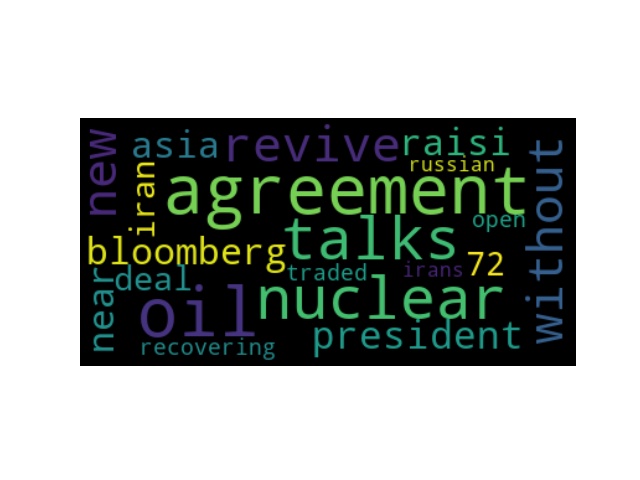 new
asia
revive
raisi
without
iran
russian
agreement
open
talks
bloomberg
72
irans
traded
deal
near
oil
nuclear
president
recovering